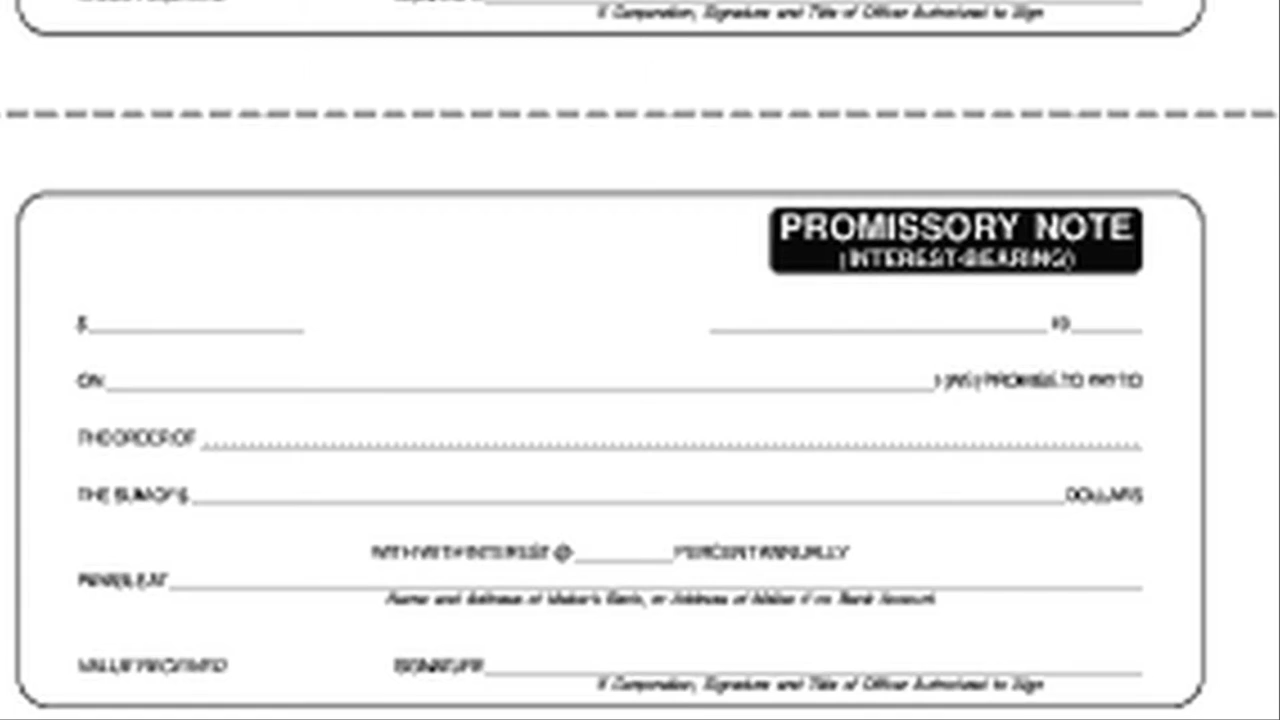 If Corporation, Signature and Title of Officer Authorized to Sign
PROMISSORY NOTE
(INTEREST-BEARING)
$ 19
ON I (WE) PROMISE TO PAY TO
THE ORDER OF
THE SUM OF $ DOLLARS
WITH INTEREST @ PERCENT ANNUALLY
PAYABLE AT
Name and Address of Maker's Bank, or Address of Maker if no Bank Account
VALUE RECEIVED SIGNATURE
If Corporation, Signature and Title of Officer Authorized to Sign